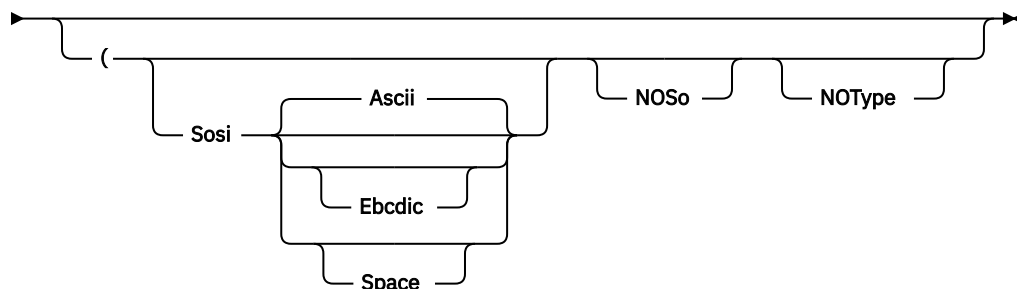 (
Ascii
NOSo
NOType
Sosi
Ebcdic
Space